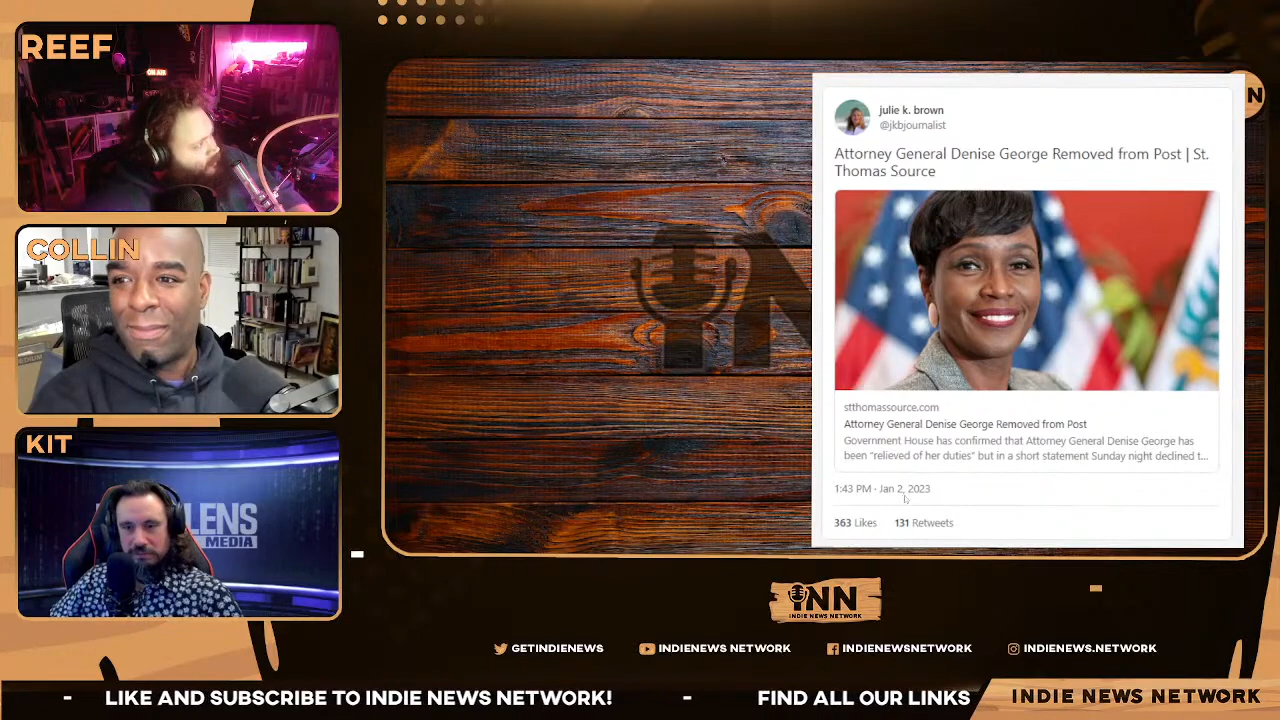 REEF
ON AIR
COLLIN
KIT
LENS
MEDIA
N
julie k. brown
@jkbjournalist
Attorney General Denise George Removed from Post | St.
Thomas Source
stthomassource.com
Attorney General Denise George Removed from Post
Government House has confirmed that Attorney General Denise George has
been “relieved of her duties” but in a short statement Sunday night declined t...
1:43 PM · Jan 2, 2023
363 Likes 131 Retweets
INN
INDIE NEWS NETWORK
GETINDIENEWS INDIENEWS NETWORK INDIENEWSNETWORK INDIENEWS.NETWORK
- LIKE AND SUBSCRIBE TO INDIE NEWS NETWORK! - FIND ALL OUR LINKS INDIE NEWS NETWORK